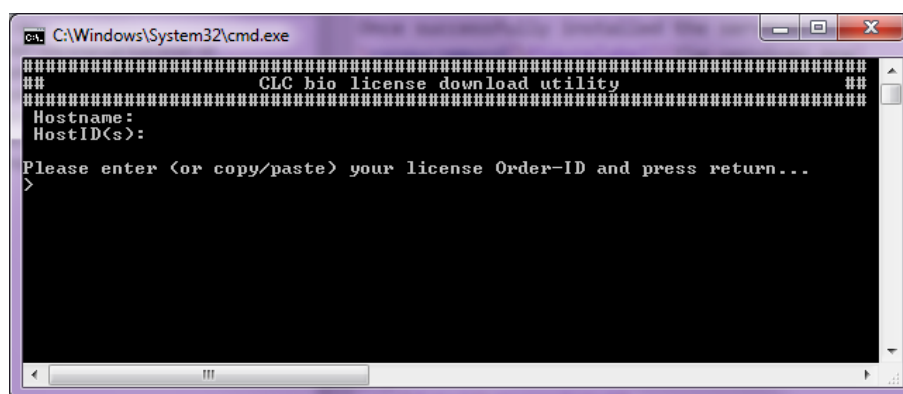 C:\Windows\System32\cmd.exe
##########################################################################
## CLC bio license download utility ##
##########################################################################
Hostname:
HostID(s):
Please enter (or copy/paste) your license Order-ID and press return...
>